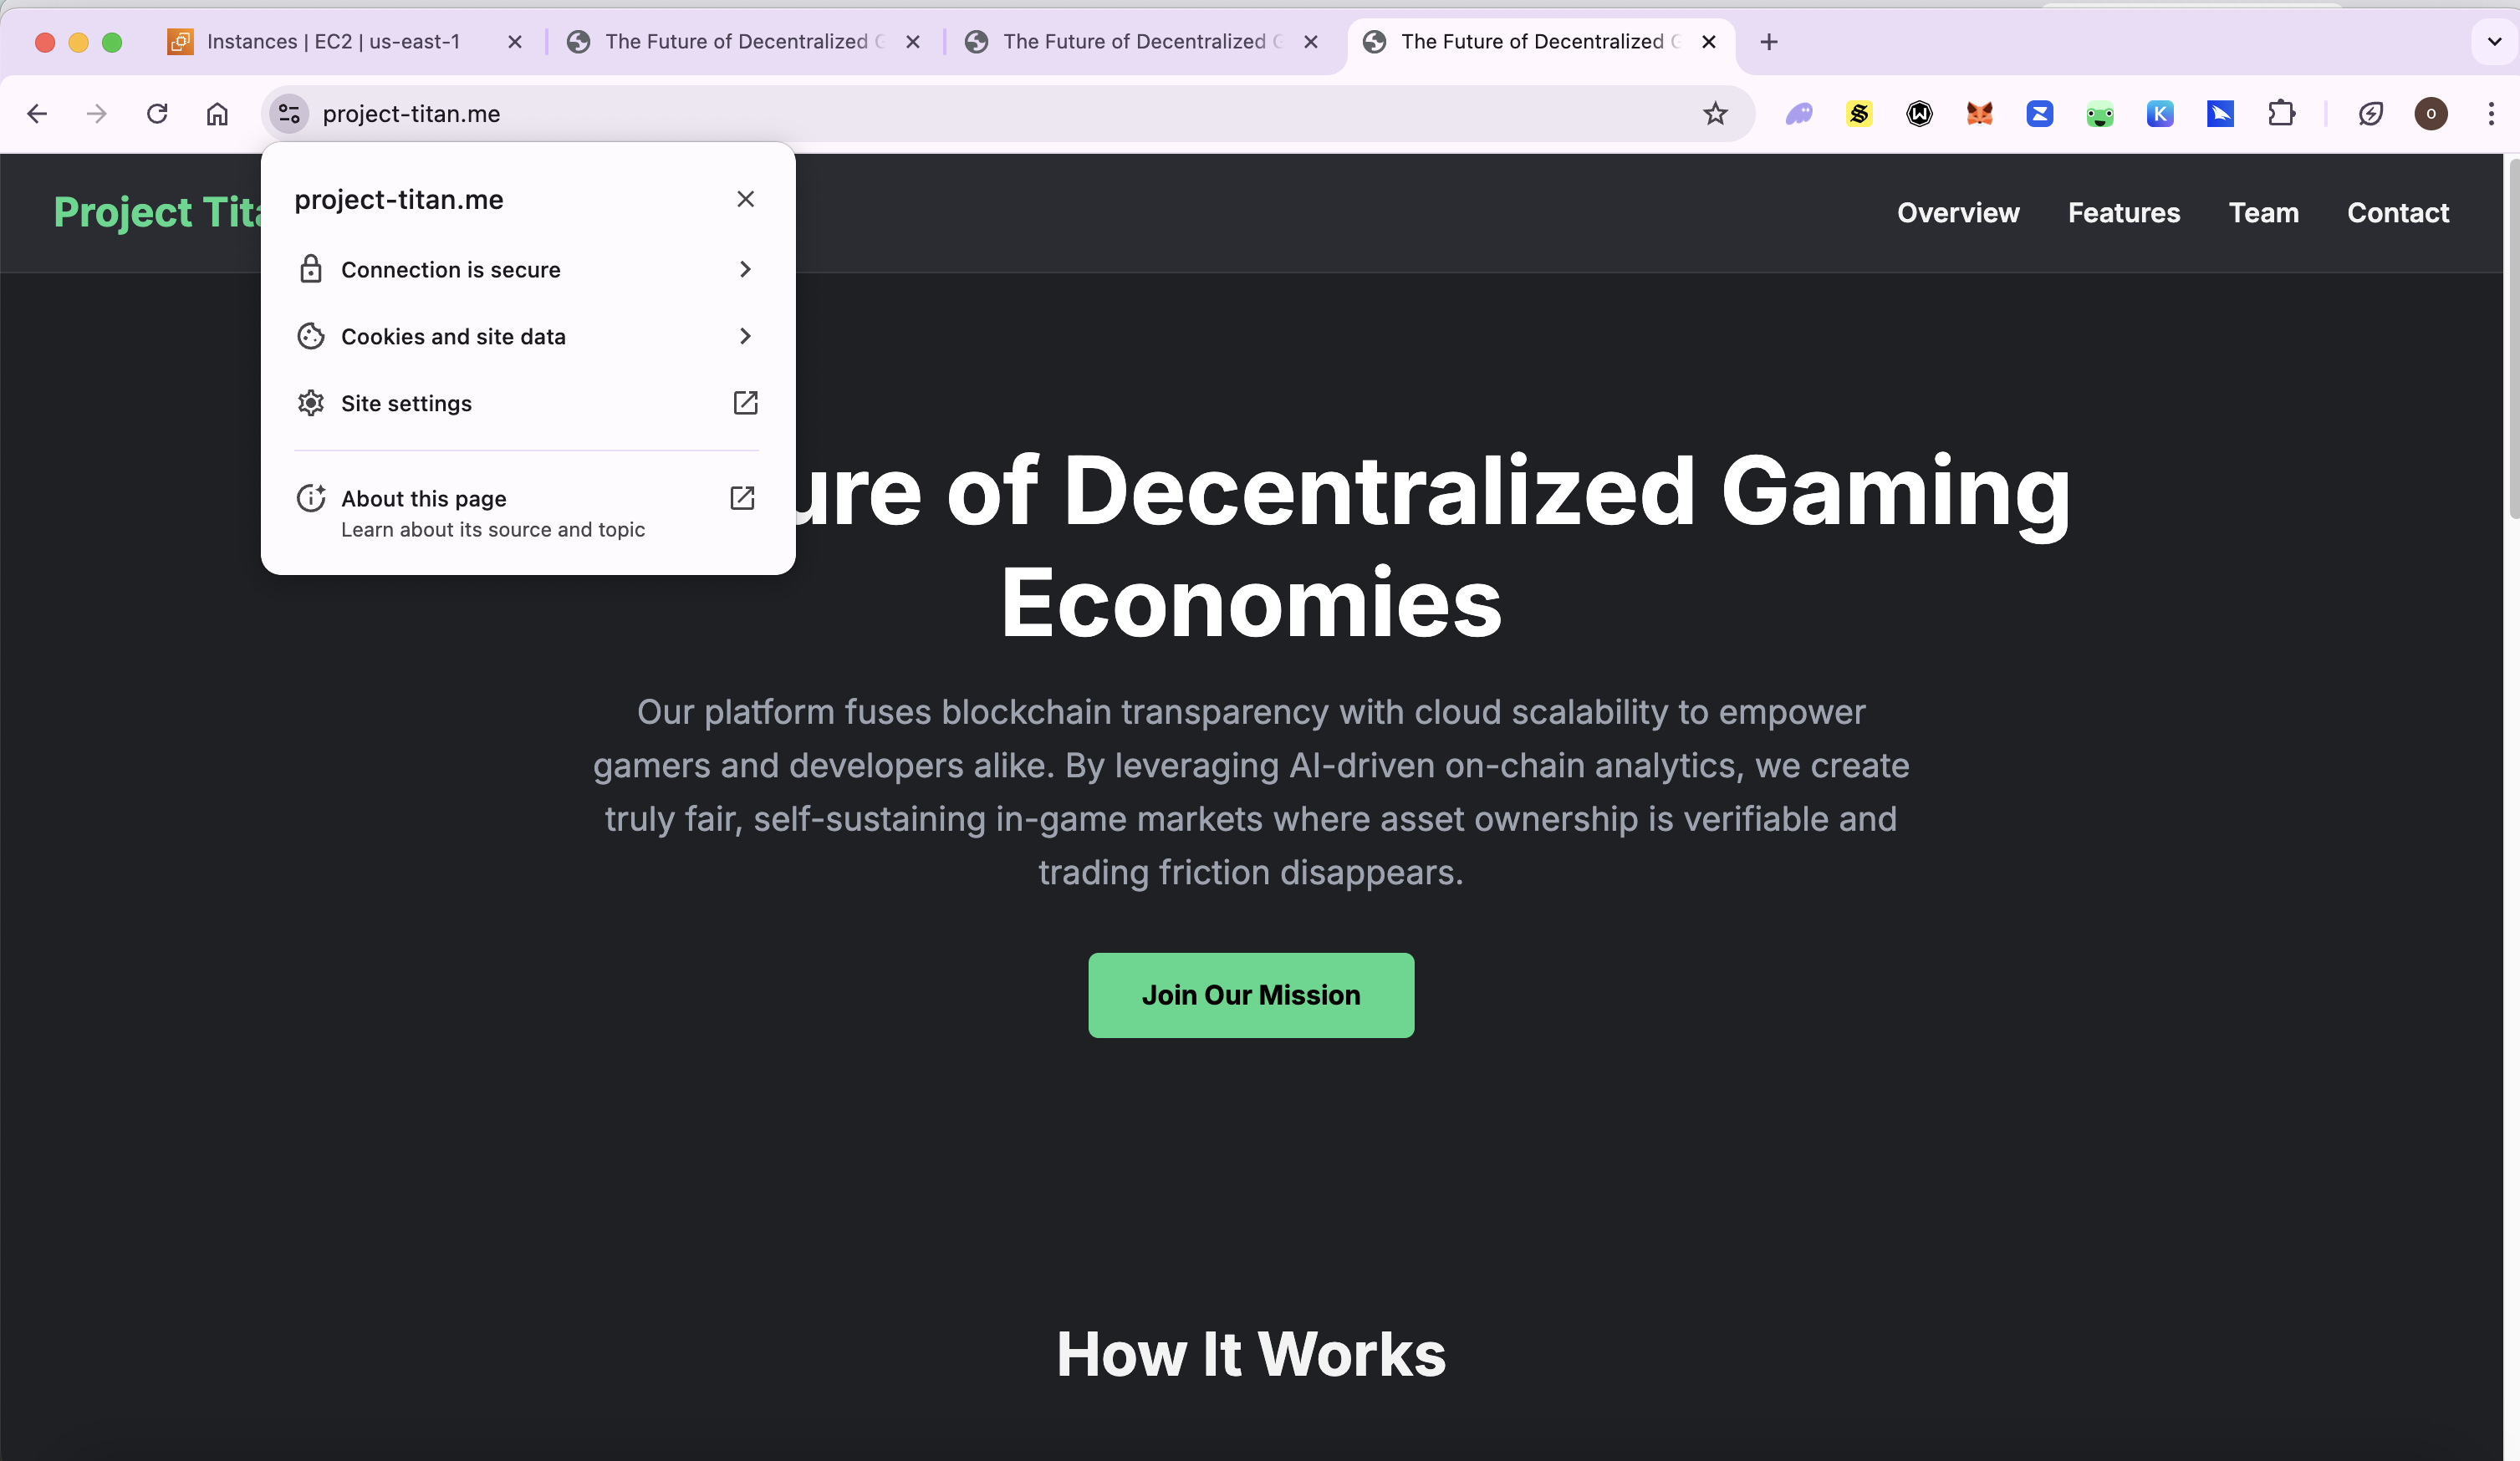 Instances | EC2 | us-east-1
The Future of Decentralized G
The Future of Decentralized G
The Future of Decentralized G
project-titan.me
o
project-titan.me
Connection is secure
Cookies and site data
Site settings
About this page
Learn about its source and topic
Project Tita
Overview
Features
Team
Contact
ure of Decentralized Gaming
Economies
Our platform fuses blockchain transparency with cloud scalability to empower
gamers and developers alike. By leveraging AI-driven on-chain analytics, we create
truly fair, self-sustaining in-game markets where asset ownership is verifiable and
trading friction disappears.
Join Our Mission
How It Works